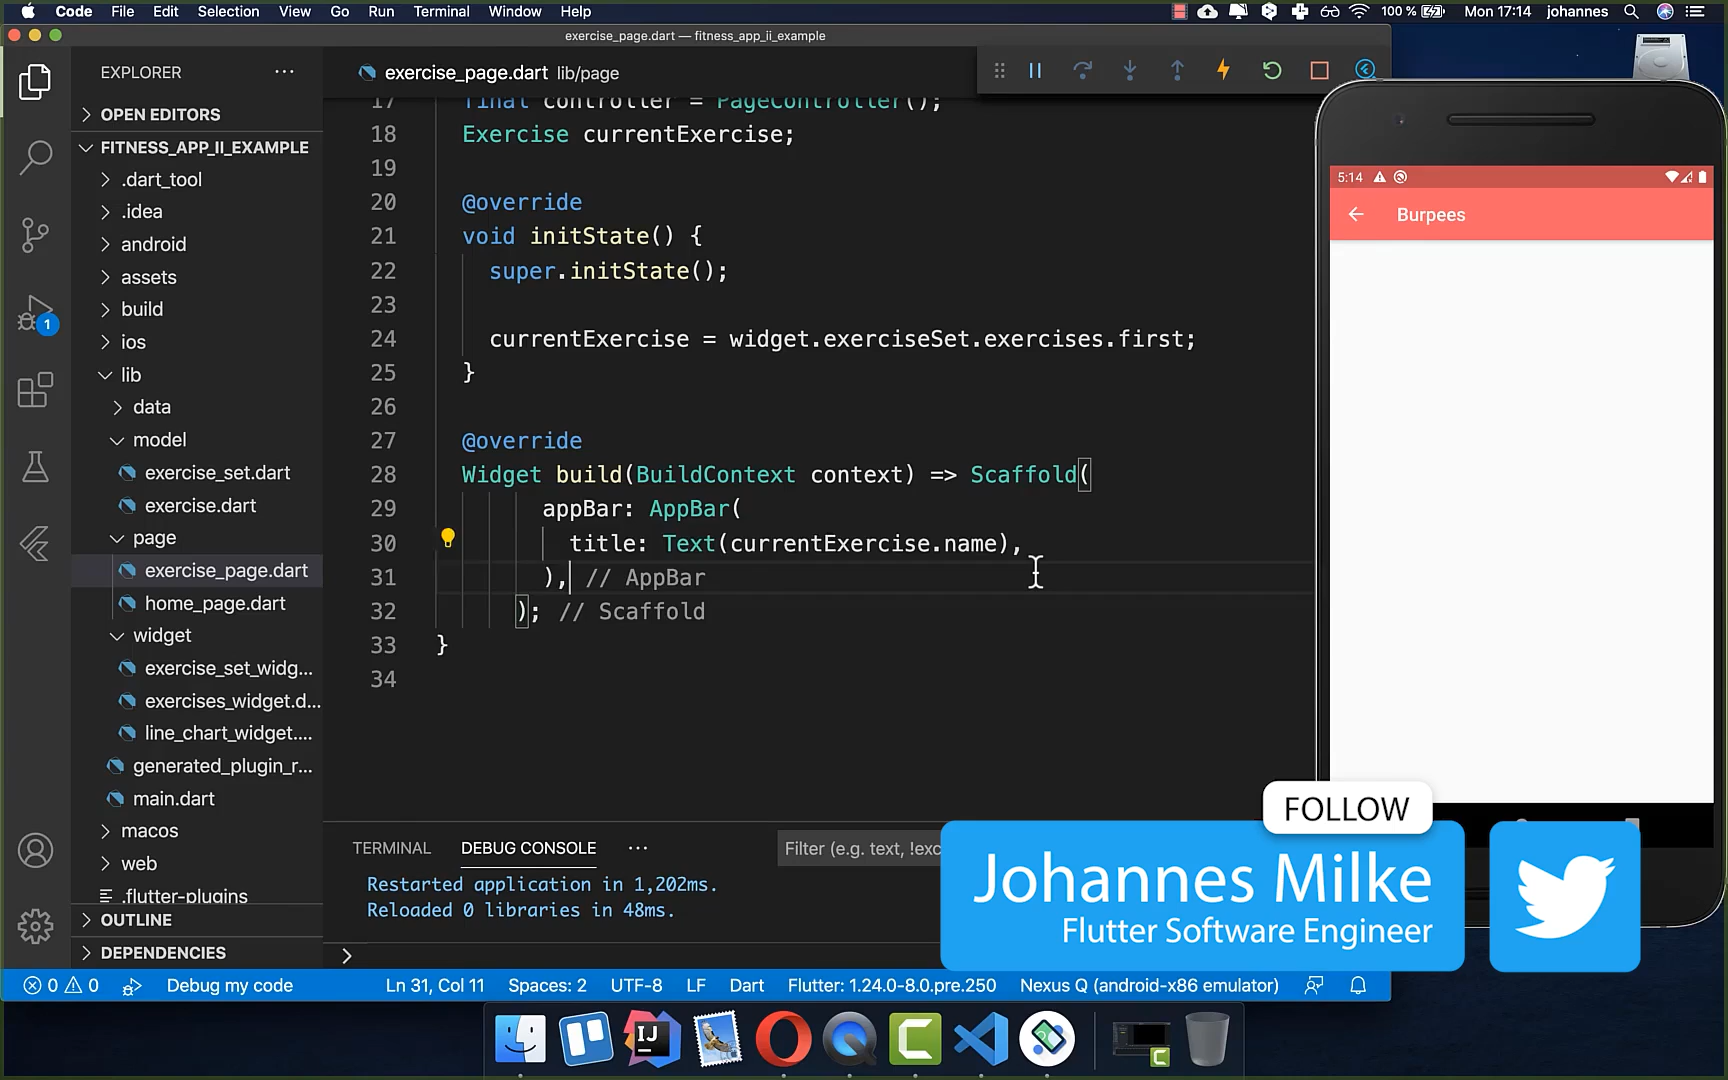 Code File Edit Selection View Go Run Terminal Window Help
100 % Mon 17:14 johannes
exercise_page.dart — fitness_app_ii_example
EXPLORER
OPEN EDITORS
FITNESS_APP_II_EXAMPLE
.dart_tool
.idea
android
assets
build
ios
lib
data
model
exercise_set.dart
exercise.dart
page
exercise_page.dart
home_page.dart
widget
exercise_set_widg...
exercises_widget.d...
line_chart_widget....
generated_plugin_r...
main.dart
macos
web
.flutter-plugins
OUTLINE
DEPENDENCIES
1
exercise_page.dart lib/page
17 final controller = PageController();
18 Exercise currentExercise;
19
20 @override
21 void initState() {
22 super.initState();
23
24 currentExercise = widget.exerciseSet.exercises.first;
25 }
26
27 @override
28 Widget build(BuildContext context) => Scaffold(
29 appBar: AppBar(
30 title: Text(currentExercise.name),
31 ), // AppBar
32 ); // Scaffold
33 }
34
TERMINAL DEBUG CONSOLE
Filter (e.g. text, !exc
Restarted application in 1,202ms.
Reloaded 0 libraries in 48ms.
0 0 Debug my code Ln 31, Col 11 Spaces: 2 UTF-8 LF Dart Flutter: 1.24.0-8.0.pre.250 Nexus Q (android-x86 emulator)
5:14
Burpees
FOLLOW
Johannes Milke
Flutter Software Engineer
IJ